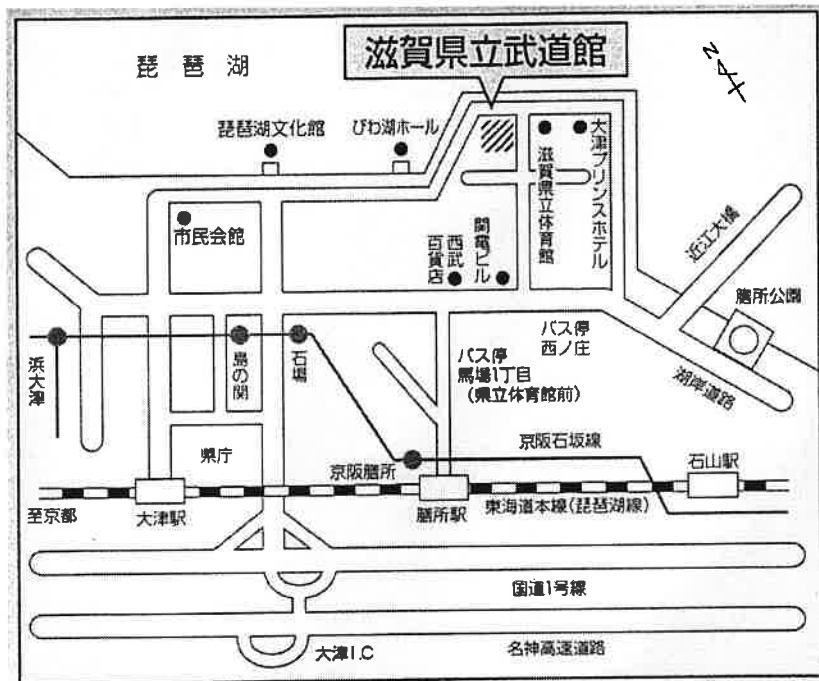 滋賀県立武道館
琵琶湖
N
琵琶湖文化館
びわ湖ホール
市民会館
西武
百貨店
関電ビル
滋賀県立体育館
大津プリンスホテル
近江大橋
膳所公園
湖岸道路
浜大津
島の関
石場
バス停
馬場1丁目
(県立体育館前)
バス停
西ノ庄
県庁
京阪膳所
京阪石坂線
石山駅
至京都
大津駅
膳所駅
東海道本線(琵琶湖線)
国道1号線
大津I.C
名神高速道路